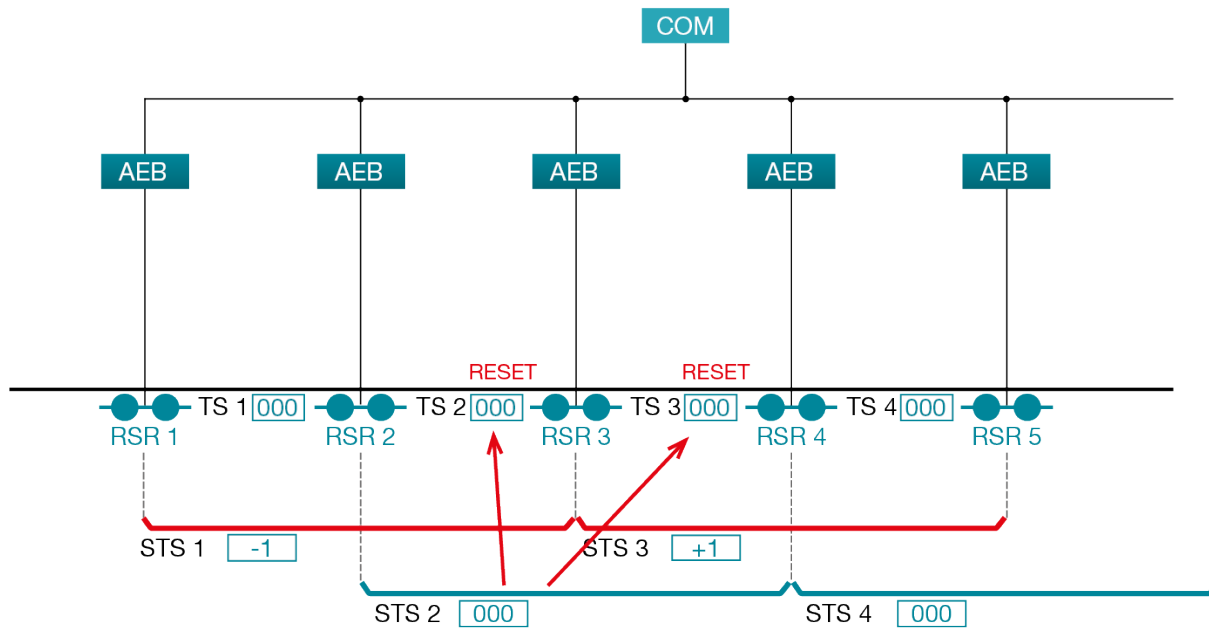 COM
AEB AEB AEB AEB AEB
RESET RESET
TS 1 000 TS 2 000 TS 3 000 TS 4 000
RSR 1 RSR 2 RSR 3 RSR 4 RSR 5
STS 1 -1 STS 3 +1
STS 2 000 STS 4 000